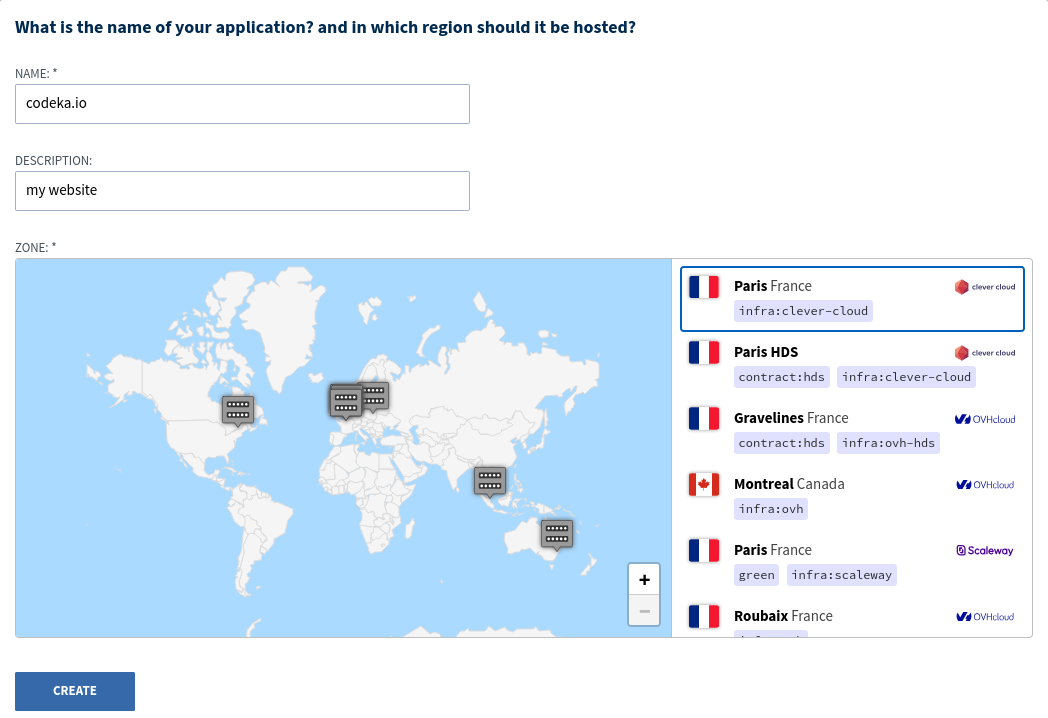 What is the name of your application? and in which region should it be hosted?
NAME: *
codeka.io
DESCRIPTION:
my website
ZONE: *
+
−
Paris France
clever cloud
infra:clever-cloud
Paris HDS
clever cloud
contract:hds infra:clever-cloud
Gravelines France
OVHcloud
contract:hds infra:ovh-hds
Montreal Canada
OVHcloud
infra:ovh
Paris France
Scaleway
green infra:scaleway
Roubaix France
OVHcloud
CREATE